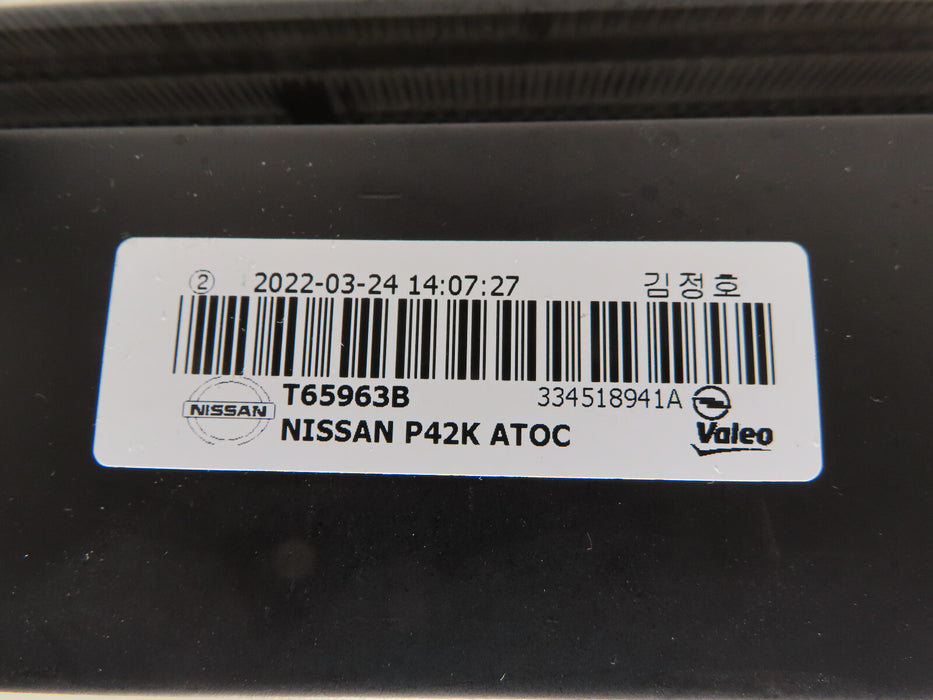 ② 2022-03-24 14:07:27 김정호
T65963B 334518941A
NISSAN
NISSAN P42K ATOC
Valeo